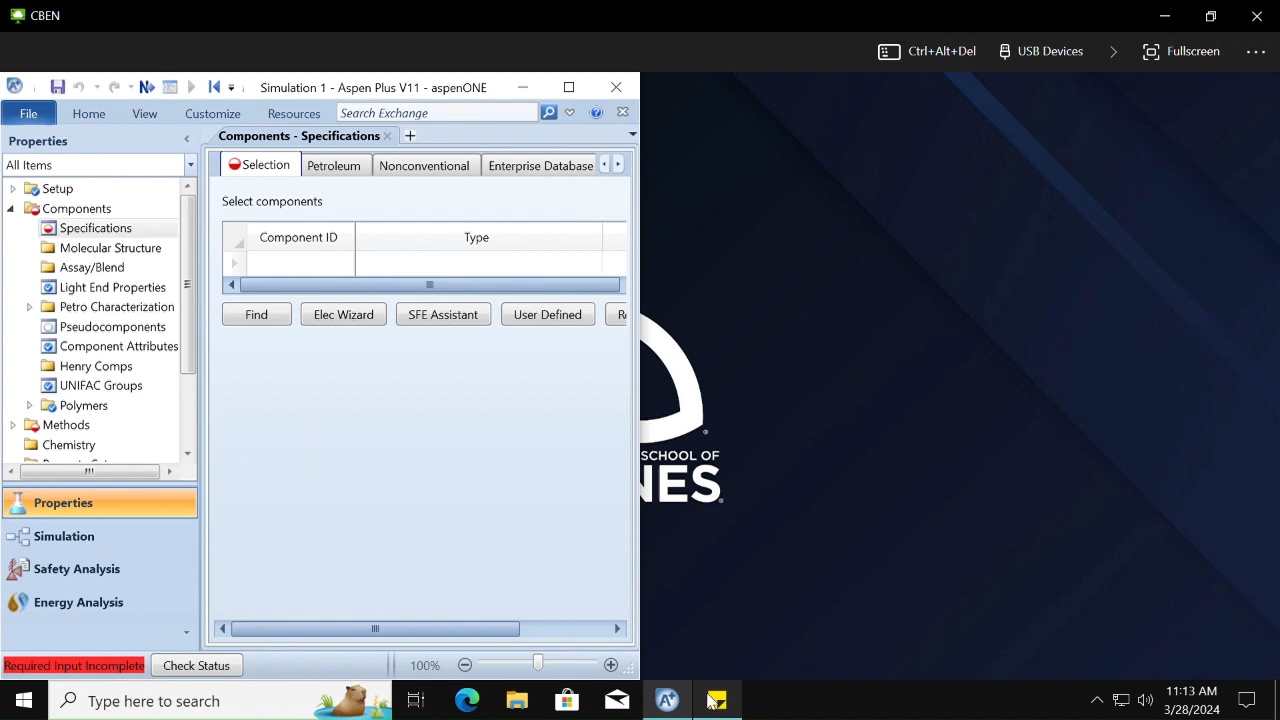 CBEN
Ctrl+Alt+Del
USB Devices
Fullscreen
Simulation 1 - Aspen Plus V11 - aspenONE
File
Home
View
Customize
Resources
Search Exchange
Properties
All Items
Setup
Components
Specifications
Molecular Structure
Assay/Blend
Light End Properties
Petro Characterization
Pseudocomponents
Component Attributes
Henry Comps
UNIFAC Groups
Polymers
Methods
Chemistry
Properties
Simulation
Safety Analysis
Energy Analysis
Components - Specifications
Selection
Petroleum
Nonconventional
Enterprise Database
Select components
Component ID
Type
Find
Elec Wizard
SFE Assistant
User Defined
SCHOOL OF
NES
Required Input Incomplete
Check Status
100%
Type here to search
11:13 AM
3/28/2024